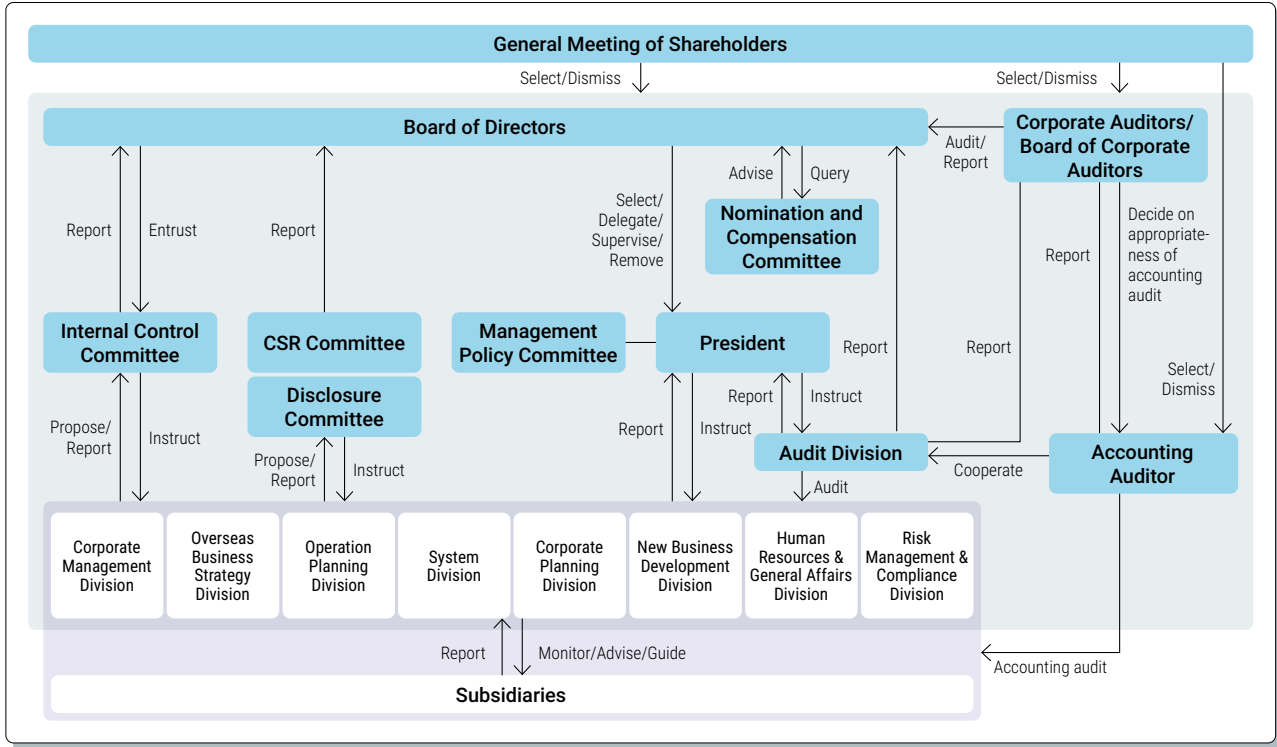 General Meeting of Shareholders
Select/Dismiss
Select/Dismiss
Board of Directors
Corporate Auditors/
Board of Corporate
Auditors
Audit/
Report
Advise
Query
Select/
Delegate/
Supervise/
Remove
Nomination and
Compensation
Committee
Report
Entrust
Report
Report
Decide on
appropriate-
ness of
accounting
audit
Internal Control
Committee
CSR Committee
Management
Policy Committee
President
Report
Report
Select/
Dismiss
Disclosure
Committee
Report
Instruct
Propose/
Report
Instruct
Report
Instruct
Audit Division
Accounting
Auditor
Propose/
Report
Instruct
Cooperate
Audit
Corporate
Management
Division
Overseas
Business
Strategy
Division
Operation
Planning
Division
System
Division
Corporate
Planning
Division
New Business
Development
Division
Human
Resources &
General Affairs
Division
Risk
Management &
Compliance
Division
Report
Monitor/Advise/Guide
Accounting audit
Subsidiaries